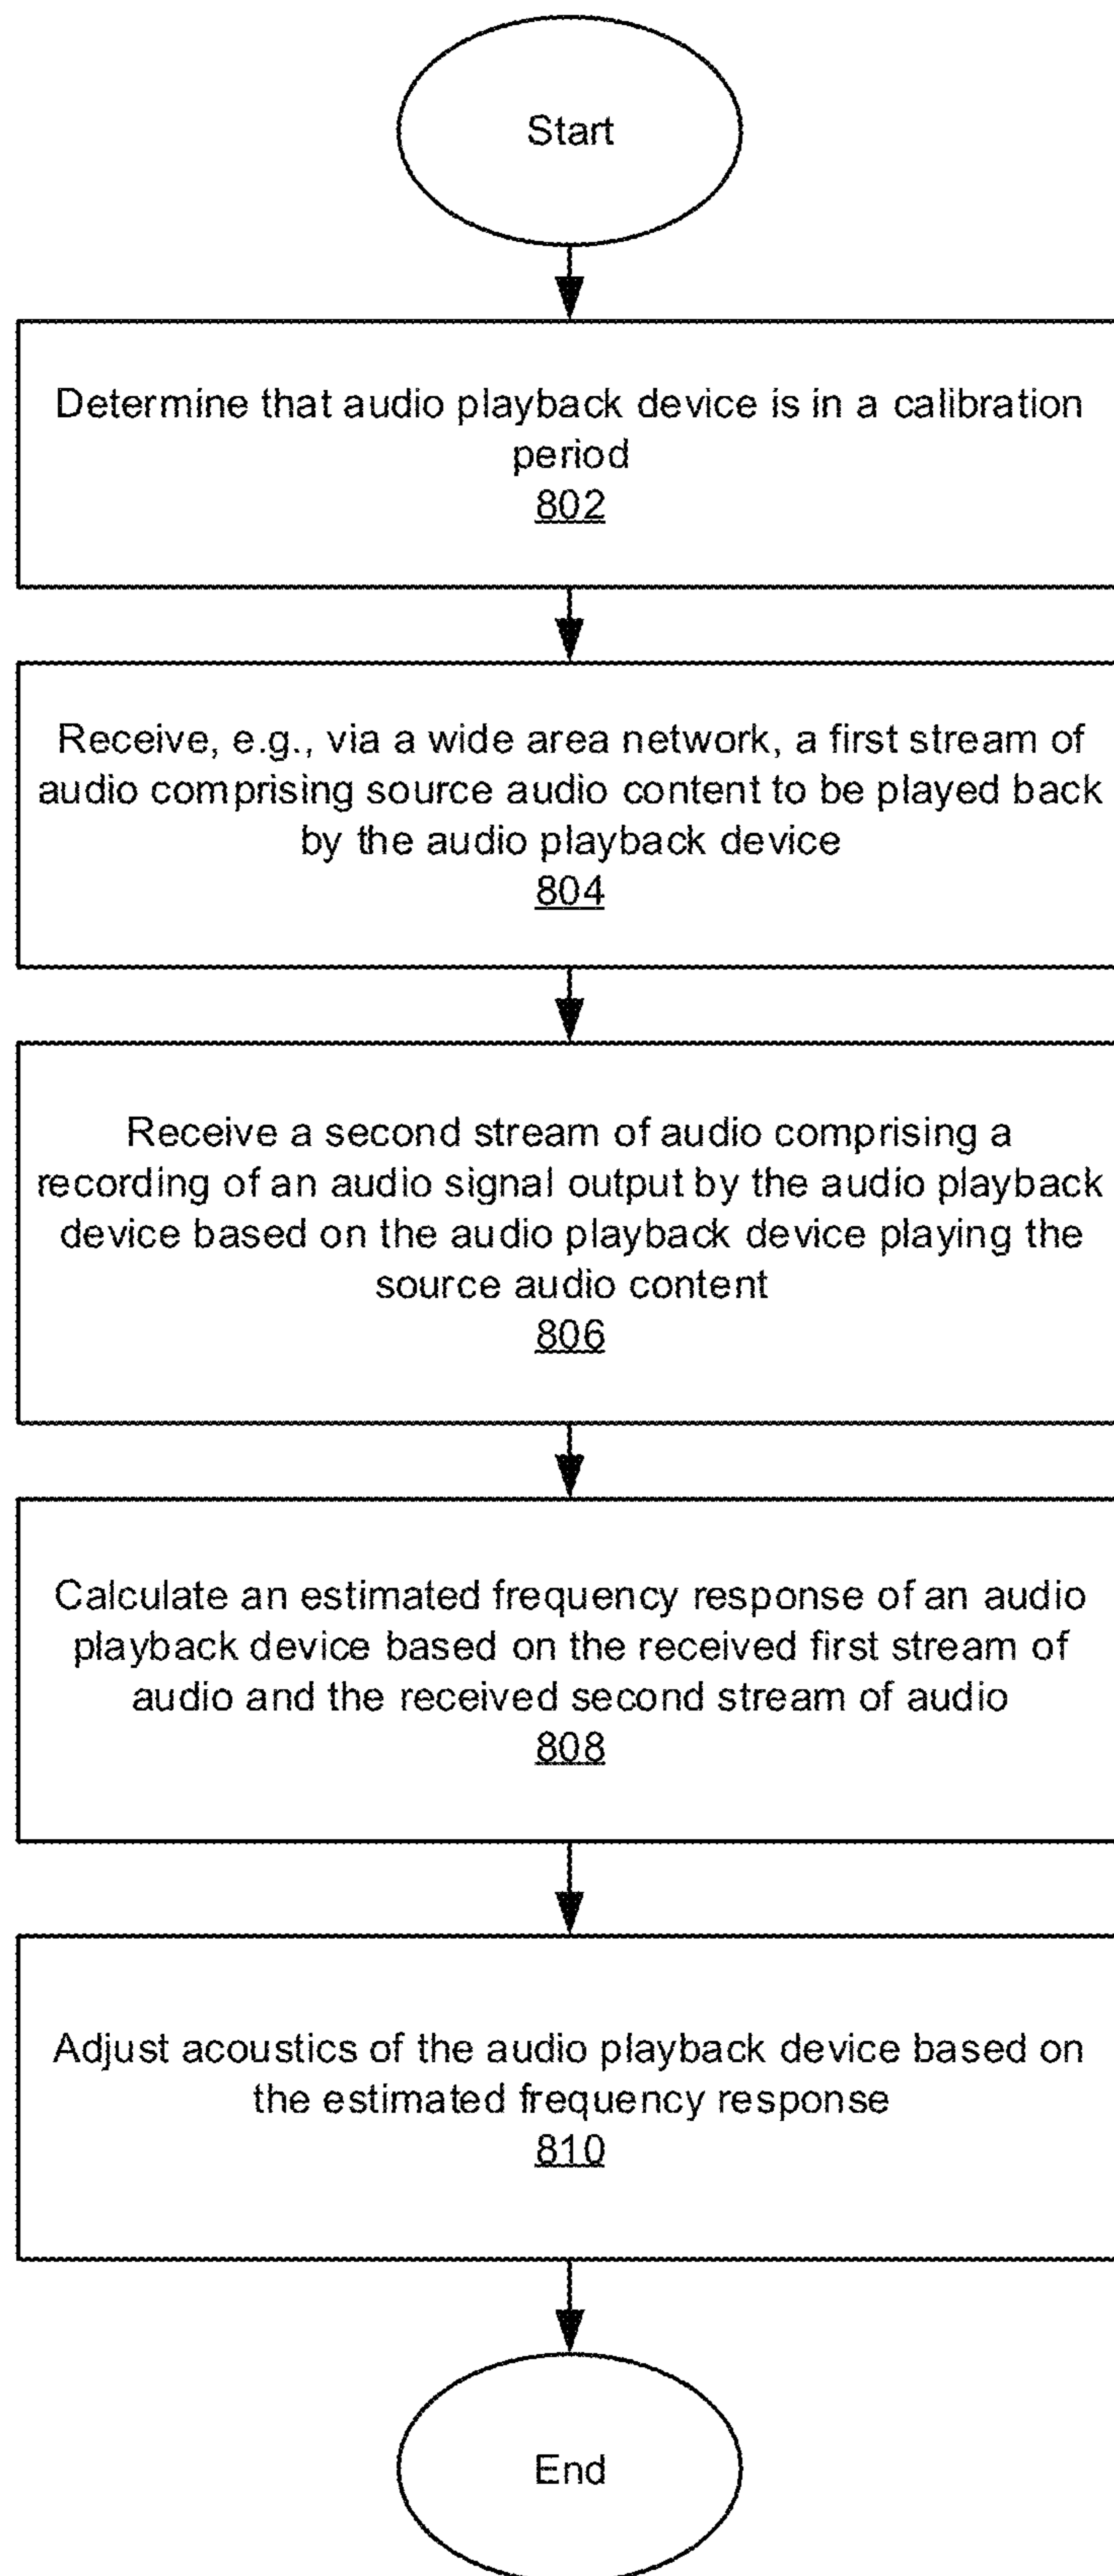 Start
Determine that audio playback device is in a calibration
period
802
Receive, e.g., via a wide area network, a first stream of
audio comprising source audio content to be played back
by the audio playback device
804
Receive a second stream of audio comprising a
recording of an audio signal output by the audio playback
device based on the audio playback device playing the
source audio content
806
Calculate an estimated frequency response of an audio
playback device based on the received first stream of
audio and the received second stream of audio
808
Adjust acoustics of the audio playback device based on
the estimated frequency response
810
End